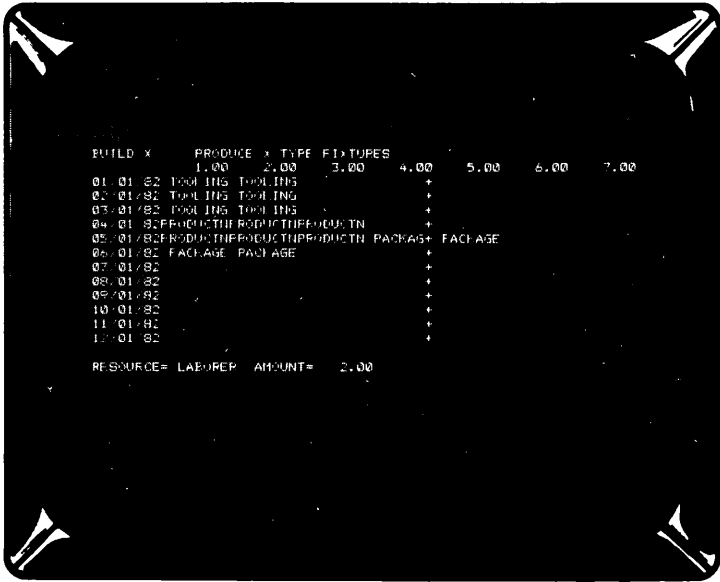 BUILD X PRODUCE X TYPE FIXTURES
1.00 2.00 3.00 4.00 5.00 6.00 7.00
01/01/82 TOOLING TOOLING +
02/01/82 TOOLING TOOLING +
03/01/82 TOOLING TOOLING +
04/01/82PRODUCTNPRODUCTNPRODUCTN +
05/01/82PRODUCTNPRODUCTNPRODUCTN PACKAG+ PACKAGE
06/01/82 PACKAGE PACKAGE +
07/01/82 +
08/01/82 +
09/01/82 +
10/01/82 +
11/01/82 +
12/01/82 +
RESOURCE= LABORER AMOUNT= 2.00